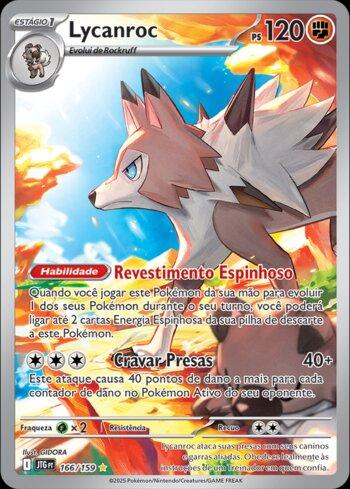 ESTÁGIO 1
Lycanroc
PS 120
Evolui de Rockruff
Habilidade Revestimento Espinhoso
Quando você jogar este Pokémon da sua mão para evoluir
1 dos seus Pokémon durante o seu turno, você poderá
ligar até 2 cartas Energia Espinhosa da sua pilha de descarte
a este Pokémon.
Cravar Presas 40+
Este ataque causa 40 pontos de dano a mais para cada
contador de dano no Pokémon Ativo do seu oponente.
Fraqueza x 2 Resistência Recuo
Ilustr. GIDORA
I JTG PT 166/159
Lycanroc ataca suas presas com seus caninos
e garras afiadas. Obedece lealmente às
instruções de um Treinador em quem confia.
©2025 Pokémon/Nintendo/Creatures/GAME FREAK